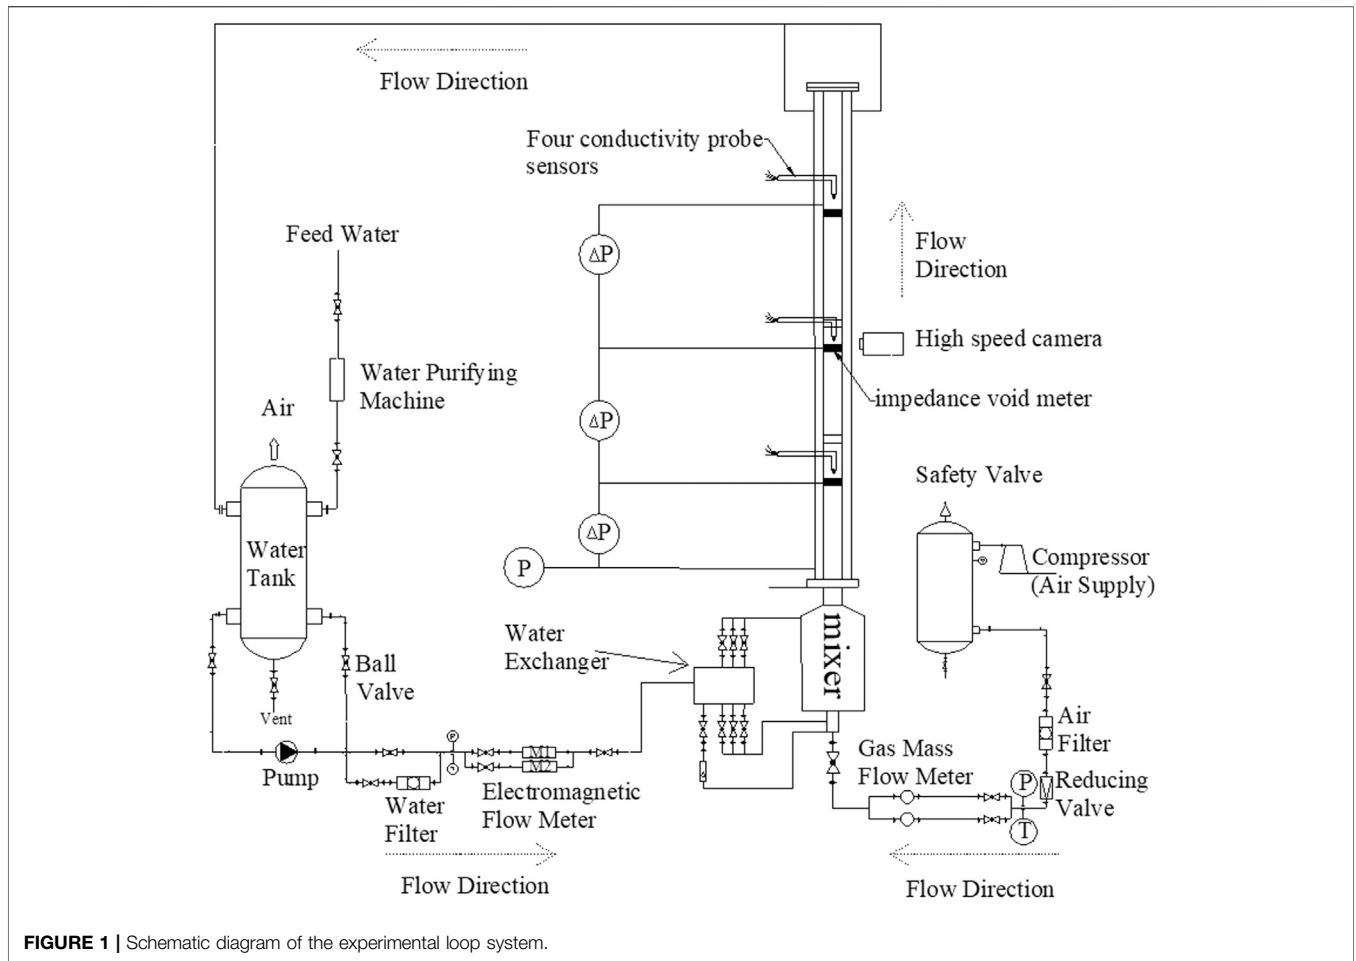 Flow Direction
Four conductivity probe
sensors
Feed Water
ΔP
Flow
Direction
High speed camera
Water Purifying
Machine
impedance void meter
Air
ΔP
Safety Valve
Water
Tank
ΔP
P
Compressor
(Air Supply)
mixer
Water
Exchanger
Ball
Valve
Vent
Air
Filter
Gas Mass
Flow Meter
P
M1
M2
Pump
P
Reducing
Valve
Electromagnetic
Flow Meter
Water
Filter
T
Flow Direction
Flow Direction
FIGURE 1 | Schematic diagram of the experimental loop system.